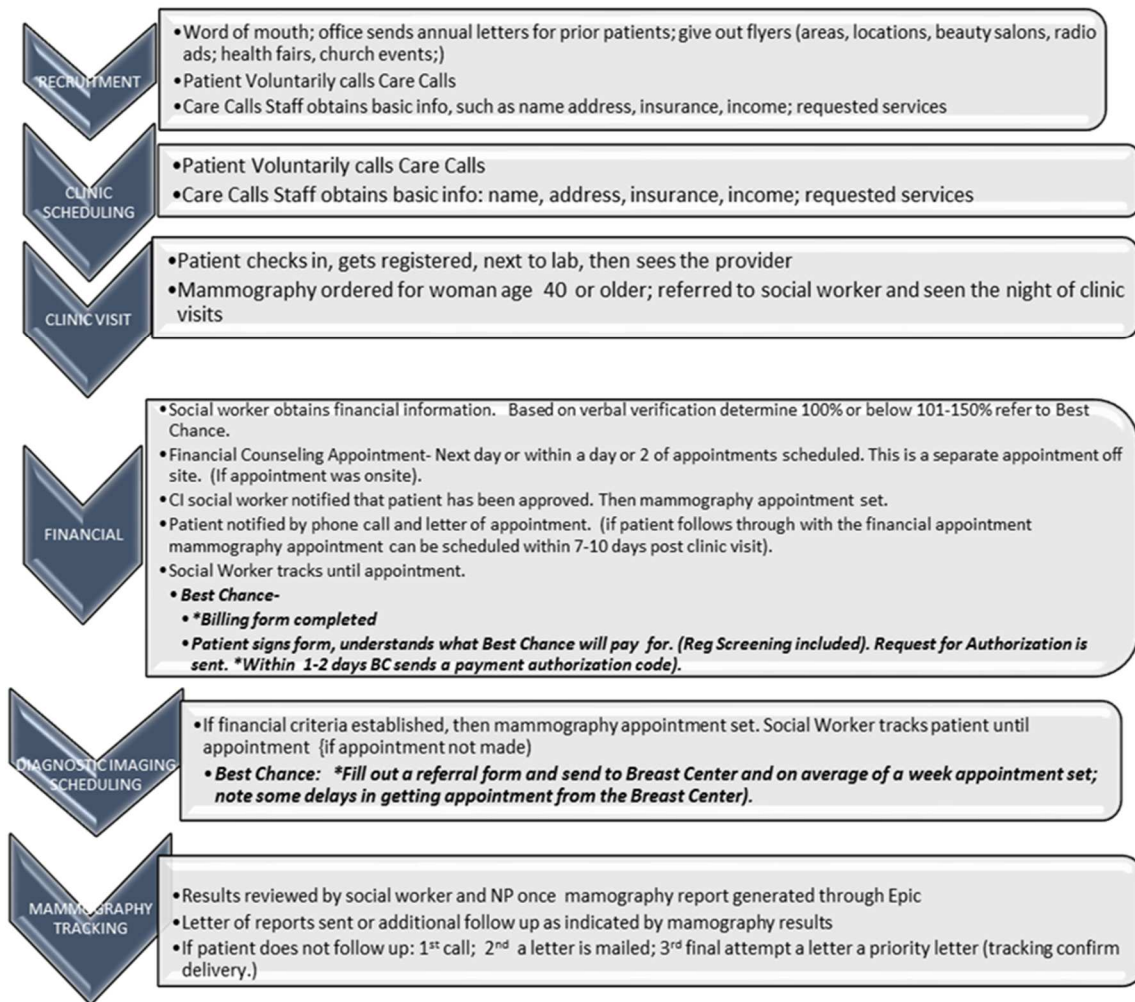 RECRUITMENT
•Word of mouth; office sends annual letters for prior patients; give out flyers (areas, locations, beauty salons, radio
ads; health fairs, church events;)
•Patient Voluntarily calls Care Calls
•Care Calls Staff obtains basic info, such as name address, insurance, income; requested services
CLINIC
SCHEDULING
•Patient Voluntarily calls Care Calls
•Care Calls Staff obtains basic info: name, address, insurance, income; requested services
CLINIC VISIT
•Patient checks in, gets registered, next to lab, then sees the provider
•Mammography ordered for woman age 40 or older; referred to social worker and seen the night of clinic
visits
FINANCIAL
•Social worker obtains financial information. Based on verbal verification determine 100% or below 101-150% refer to Best
Chance.
•Financial Counseling Appointment- Next day or within a day or 2 of appointments scheduled. This is a separate appointment off
site. (If appointment was onsite).
•CI social worker notified that patient has been approved. Then mammography appointment set.
•Patient notified by phone call and letter of appointment. (if patient follows through with the financial appointment
mammography appointment can be scheduled within 7-10 days post clinic visit).
•Social Worker tracks until appointment.
•Best Chance-
•*Billing form completed
•Patient signs form, understands what Best Chance will pay for. (Reg Screening included). Request for Authorization is
sent. *Within 1-2 days BC sends a payment authorization code).
DIAGNOSTIC IMAGING
SCHEDULING
•If financial criteria established, then mammography appointment set. Social Worker tracks patient until
appointment {if appointment not made)
•Best Chance: *Fill out a referral form and send to Breast Center and on average of a week appointment set;
note some delays in getting appointment from the Breast Center).
MAMMOGRAPHY
TRACKING
•Results reviewed by social worker and NP once mamography report generated through Epic
•Letter of reports sent or additional follow up as indicated by mamography results
•If patient does not follow up: 1st call; 2nd a letter is mailed; 3rd final attempt a letter a priority letter (tracking confirm
delivery.)